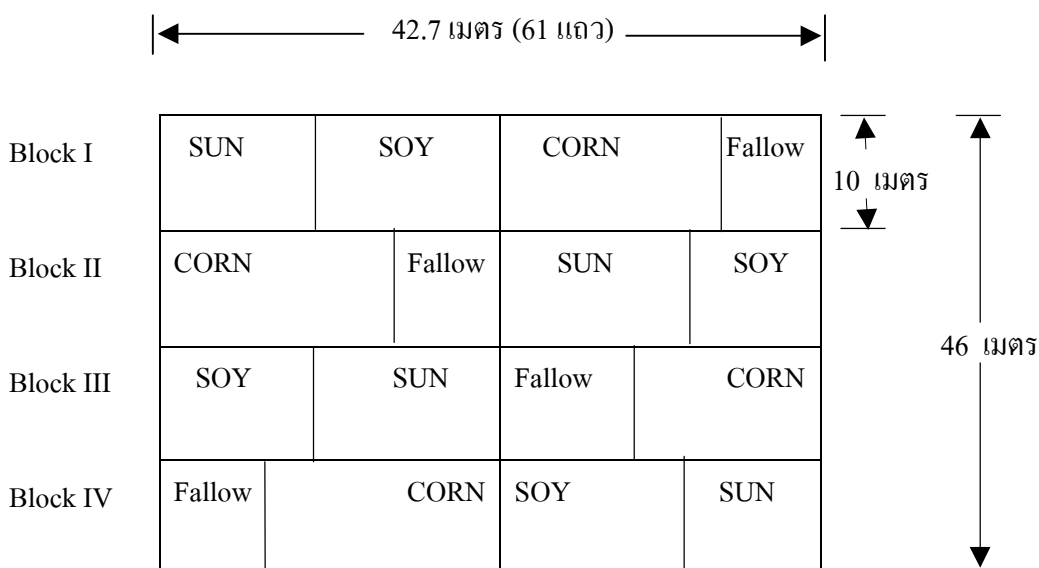 42.7 เมตร (61 แถว)
Block I SUN SOY CORN Fallow
10 เมตร
Block II CORN Fallow SUN SOY
46 เมตร
Block III SOY SUN Fallow CORN
Block IV Fallow CORN SOY SUN